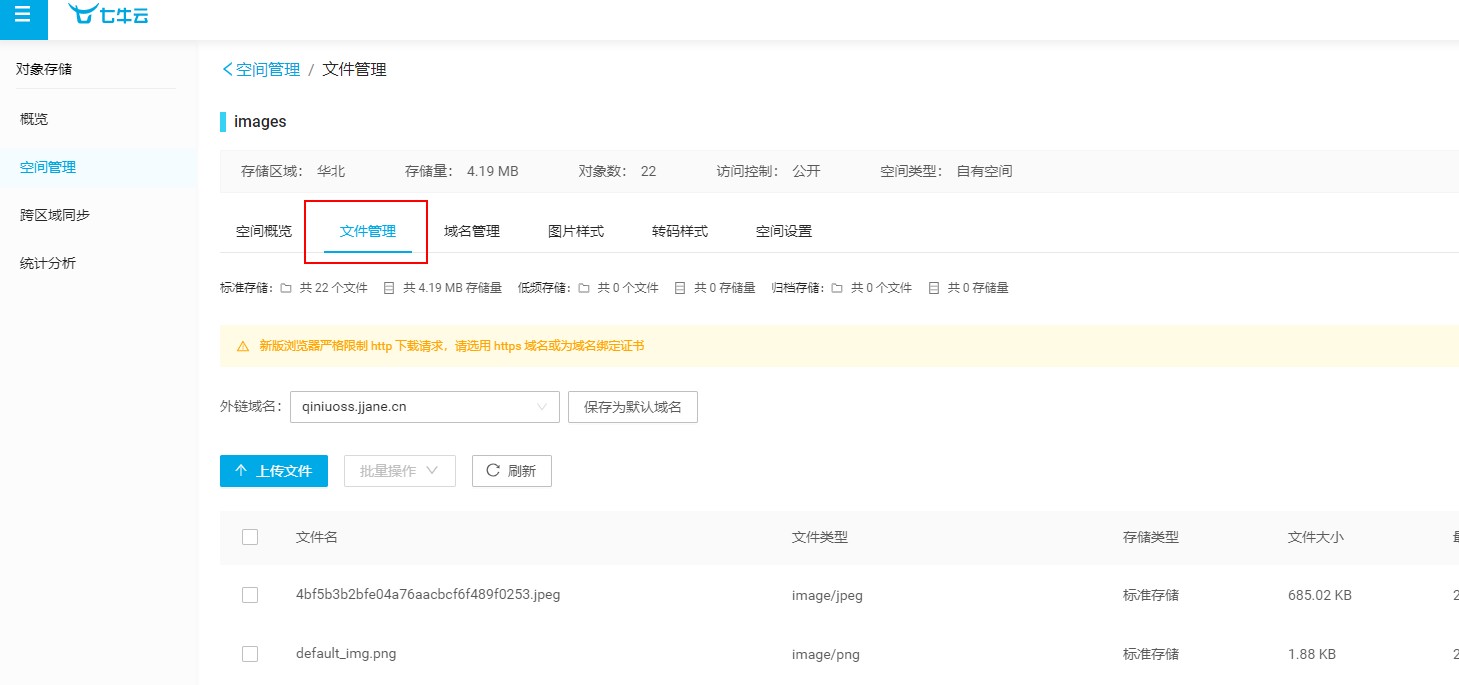 七牛云
对象存储
概览
空间管理
跨区域同步
统计分析
空间管理 / 文件管理
images
存储区域： 华北 存储量： 4.19 MB 对象数： 22 访问控制： 公开 空间类型： 自有空间
空间概览 文件管理 域名管理 图片样式 转码样式 空间设置
标准存储： 共 22 个文件 共 4.19 MB 存储量 低频存储： 共 0 个文件 共 0 存储量 归档存储： 共 0 个文件 共 0 存储量
新版浏览器严格限制 http 下载请求，请选用 https 域名或为域名绑定证书
外链域名： qiniuoss.jjane.cn 保存为默认域名
上传文件 批量操作 刷新
文件名 文件类型 存储类型 文件大小
4bf5b3b2bfe04a76aacbcf6f489f0253.jpeg image/jpeg 标准存储 685.02 KB 2
default_img.png image/png 标准存储 1.88 KB 2